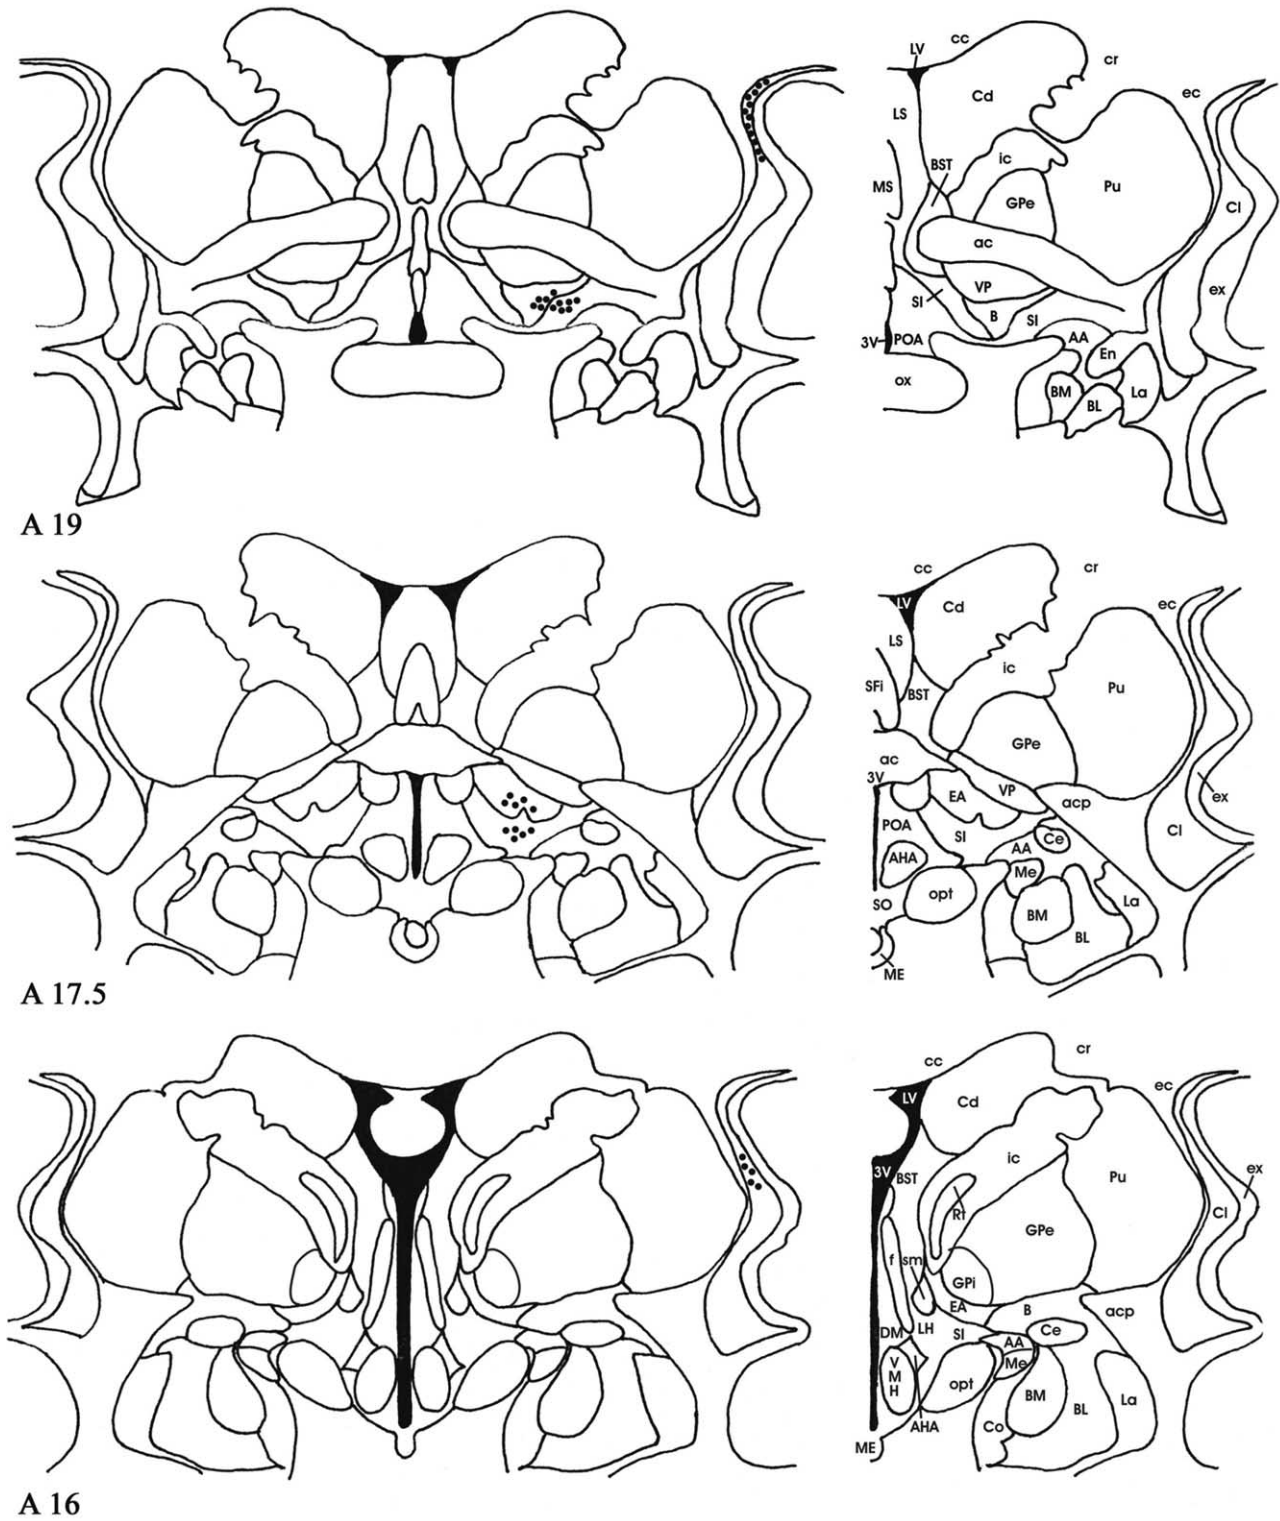 LV
cc
cr
ec
Cd
LS
BST
ic
MS
GPe
Pu
Cl
ac
VP
ex
SI
B
SI
3V
POA
AA
En
ox
BM
BL
La
A 19
cc
cr
LV
Cd
ec
LS
ic
SFi
BST
Pu
GPe
ac
3V
EA
VP
acp
ex
POA
SI
Cl
AA
Ce
AHA
Me
SO
opt
BM
La
BL
ME
A 17.5
cc
cr
LV
Cd
ec
ic
3V
BST
Pu
ex
Rt
GPe
Cl
f
sm
GPi
EA
B
acp
DM
LH
SI
AA
Ce
V
M
H
opt
Me
BM
BL
La
AHA
Co
ME
A 16